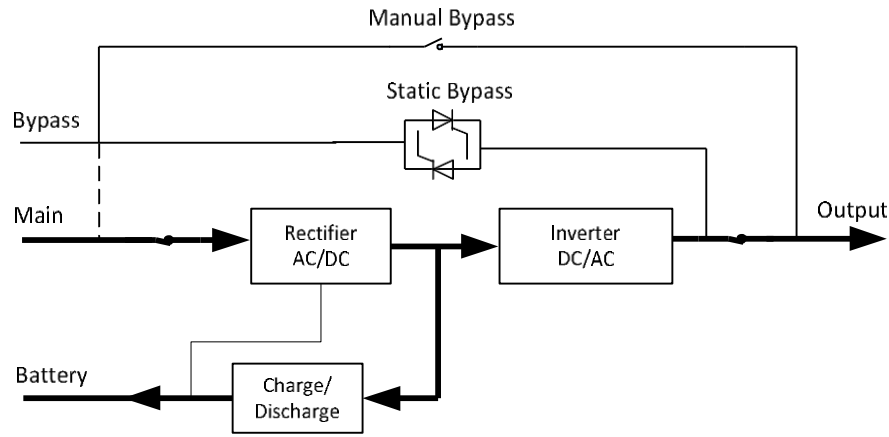 Manual Bypass
Static Bypass
Bypass
Main
Rectifier
AC/DC
Inverter
DC/AC
Output
Battery
Charge/
Discharge